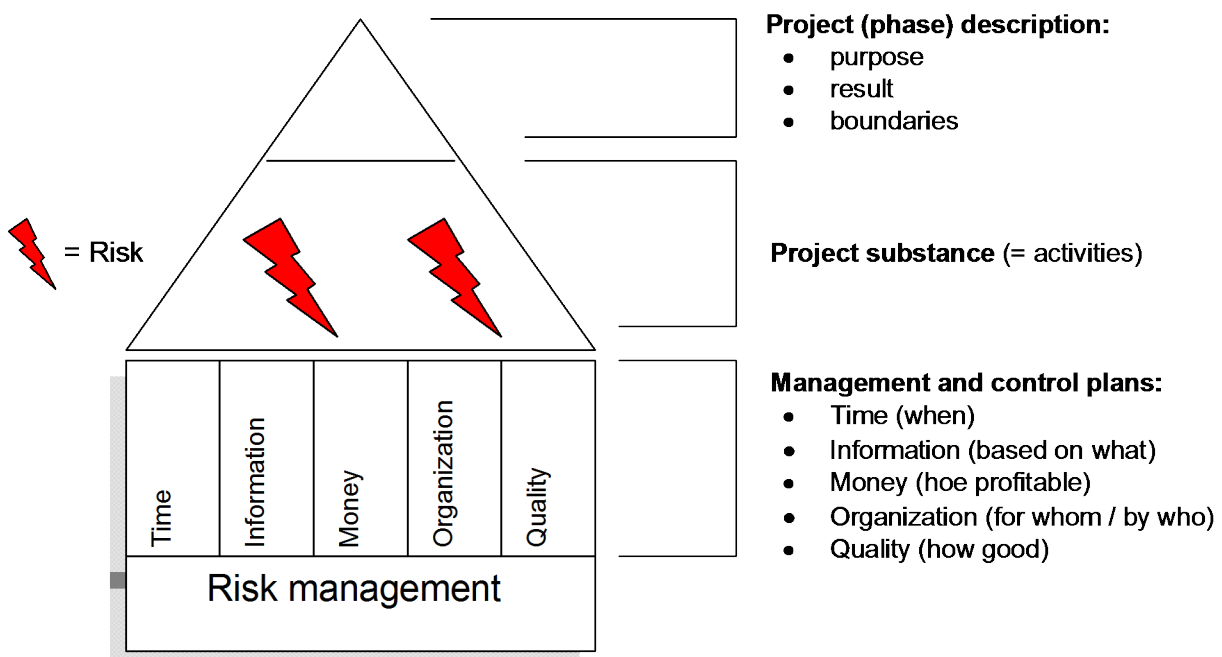 Project (phase) description:
• purpose
• result
• boundaries
= Risk
Project substance (= activities)
Management and control plans:
• Time (when)
• Information (based on what)
• Money (hoe profitable)
• Organization (for whom / by who)
• Quality (how good)
Time
Information
Money
Organization
Quality
Risk management